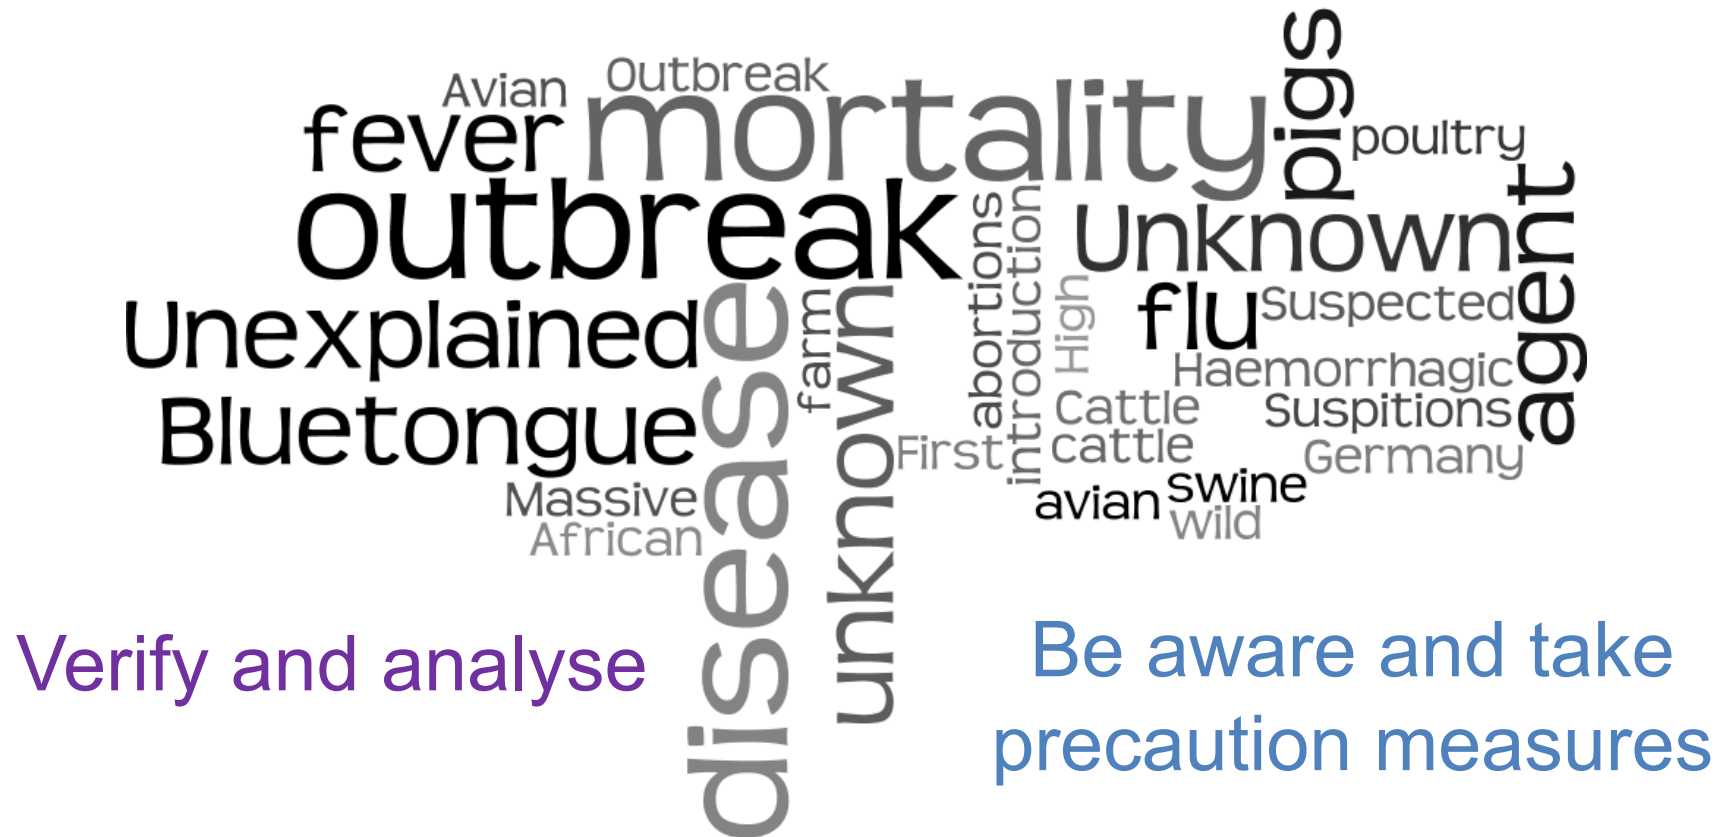 Avian
Outbreak
fever
mortality
pigs
poultry
outbreak
Unknown
agent
abortions
introduction
High
Unexplained
disease
farm
unknown
flu
Suspected
Haemorrhagic
Bluetongue
Cattle
Suspitions
First
cattle
Germany
Massive
avian
swine
African
wild
Verify and analyse
Be aware and take
precaution measures